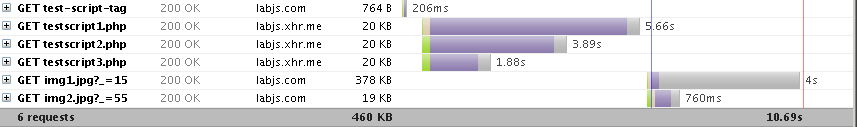 GET test-script-tag 200 OK labjs.com 764 B 206ms
GET testscript1.php 200 OK labjs.xhr.me 20 KB 5.66s
GET testscript2.php 200 OK labjs.xhr.me 20 KB 3.89s
GET testscript3.php 200 OK labjs.xhr.me 20 KB 1.88s
GET img1.jpg?_=15 200 OK labjs.com 378 KB 4s
GET img2.jpg?_=55 200 OK labjs.com 19 KB 760ms
6 requests 460 KB 10.69s